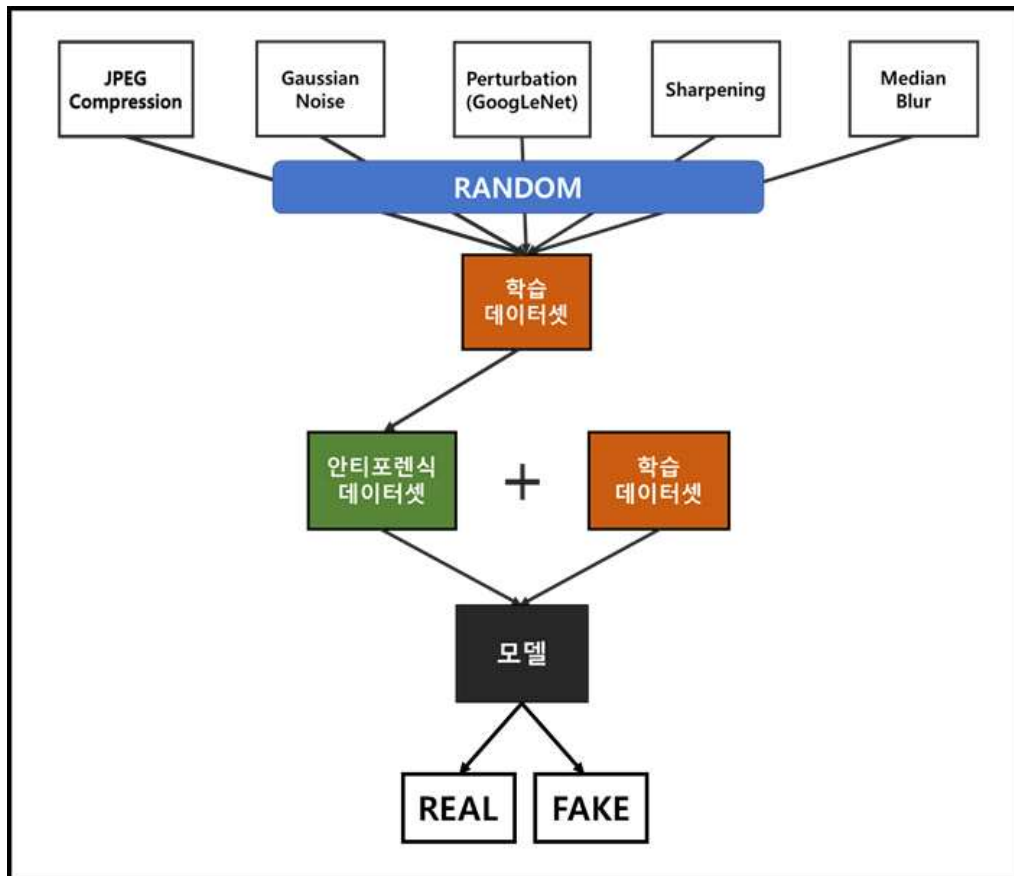 JPEG
Compression
Gaussian
Noise
Perturbation
(GoogLeNet)
Sharpening
Median
Blur
RANDOM
학습
데이터셋
안티포렌식
데이터셋
+
학습
데이터셋
모델
REAL
FAKE